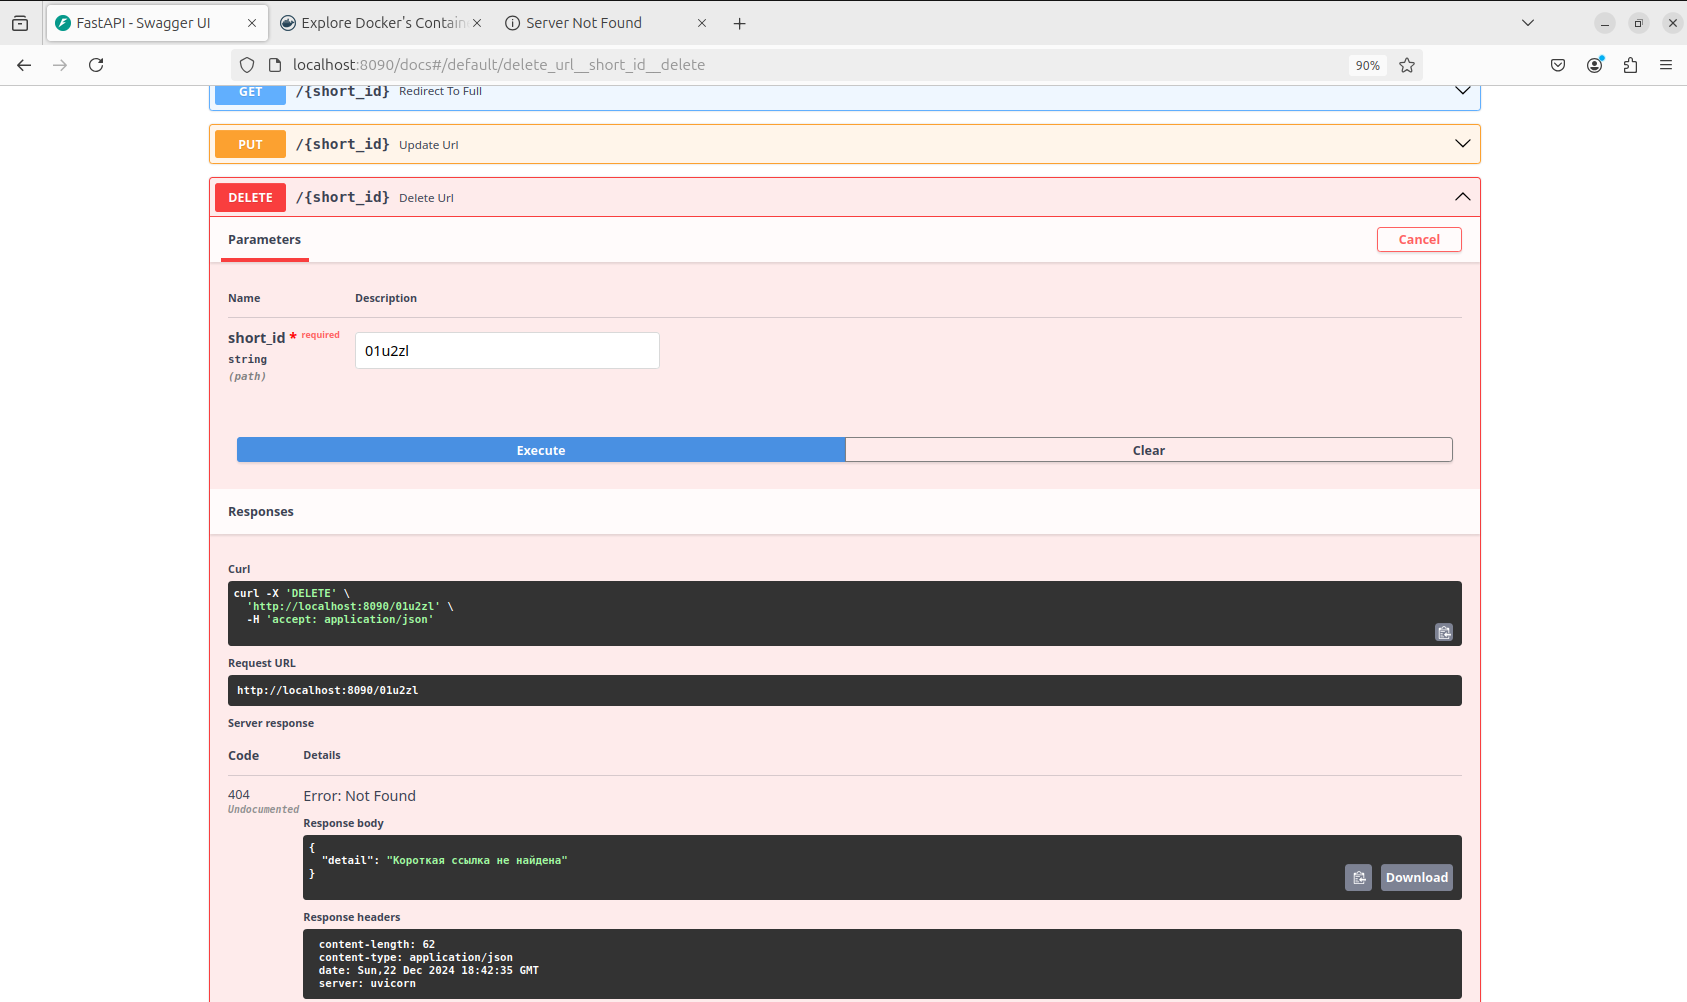 FastAPI - Swagger UI
Explore Docker's Contain
Server Not Found
localhost:8090/docs#/default/delete_url__short_id__delete
90%
GET /{short_id} Redirect To Full
PUT /{short_id} Update Url
DELETE /{short_id} Delete Url
Parameters
Cancel
Name Description
short_id * required
string
(path)
01u2zl
Execute
Clear
Responses
Curl
curl -X 'DELETE' \
'http://localhost:8090/01u2zl' \
-H 'accept: application/json'
Request URL
http://localhost:8090/01u2zl
Server response
Code Details
404
Undocumented
Error: Not Found
Response body
{
"detail": "Короткая ссылка не найдена"
}
Download
Response headers
content-length: 62
content-type: application/json
date: Sun,22 Dec 2024 18:42:35 GMT
server: uvicorn